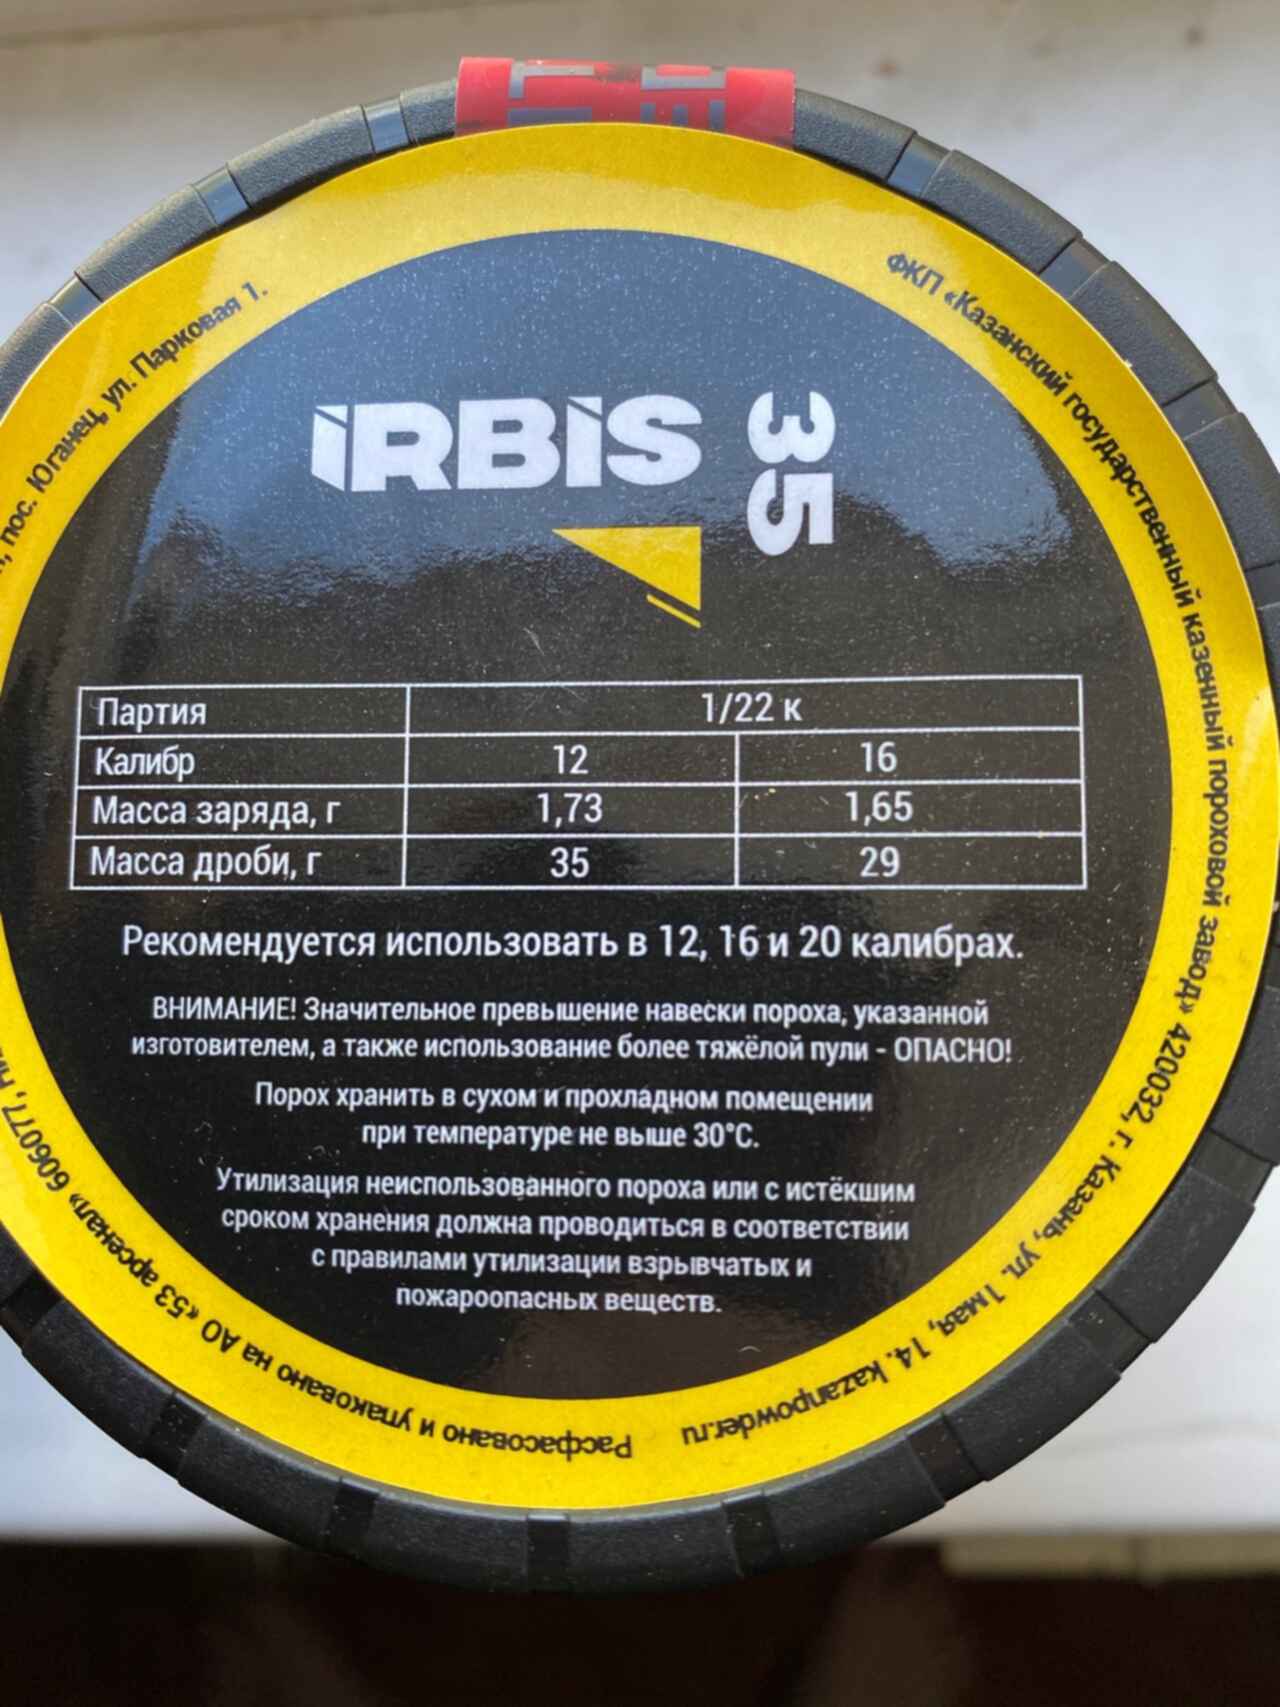 iRBiS 35
Партия 1/22 к
Калибр 12 16
Масса заряда, г 1,73 1,65
Масса дроби, г 35 29
Рекомендуется использовать в 12, 16 и 20 калибрах.
ВНИМАНИЕ! Значительное превышение навески пороха, указанной
изготовителем, а также использование более тяжёлой пули - ОПАСНО!
Порох хранить в сухом и прохладном помещении
при температуре не выше 30°С.
Утилизация неиспользованного пороха или с истёкшим
сроком хранения должна проводиться в соответствии
с правилами утилизации взрывчатых и
пожароопасных веществ.
ФКП «Казанский государственный казенный пороховой завод» 420032, г. Казань, ул. 1мая, 14. kazanpowder.ru
Расфасовано и упаковано на АО «53 арсенал» 606077, пос. Юганец, ул. Парковая 1.